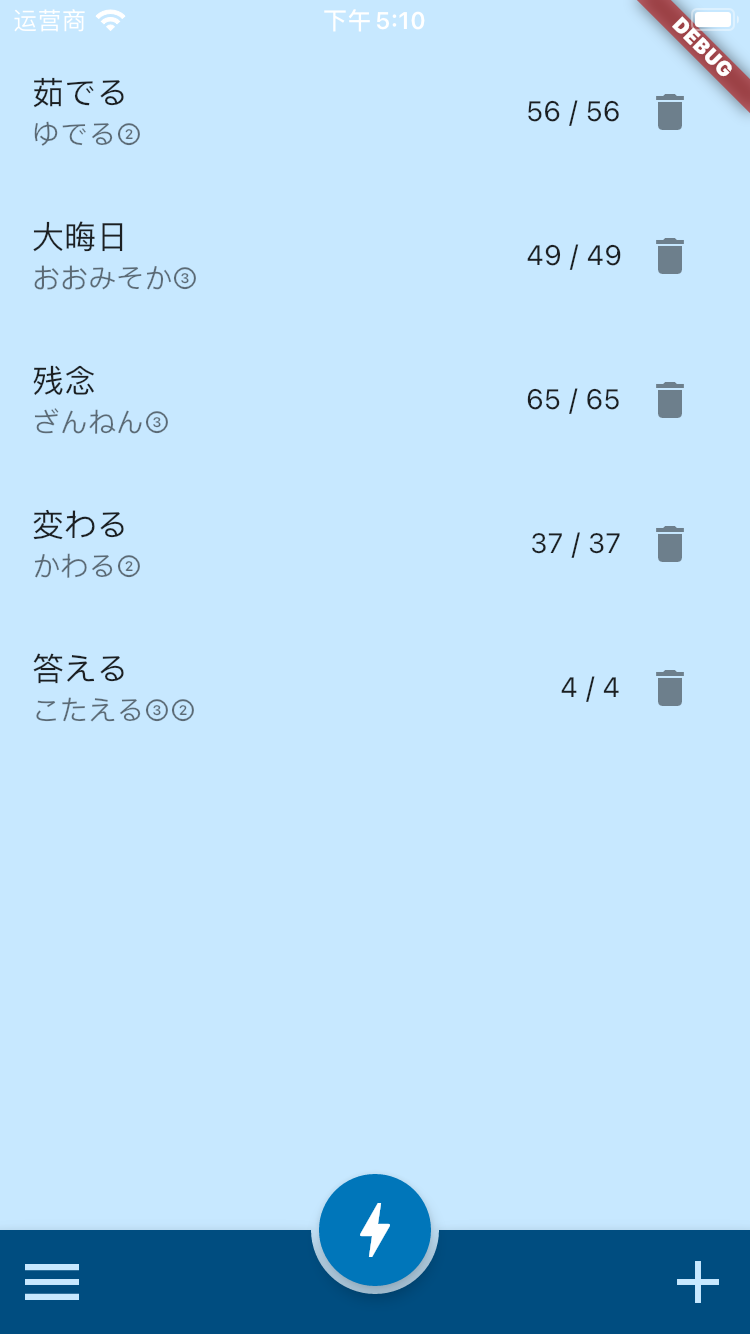 运营商 下午5:10
DEBUG
茹でる
ゆでる②
56 / 56
大晦日
おおみそか③
49 / 49
残念
ざんねん③
65 / 65
変わる
かわる②
37 / 37
答える
こたえる③②
4 / 4